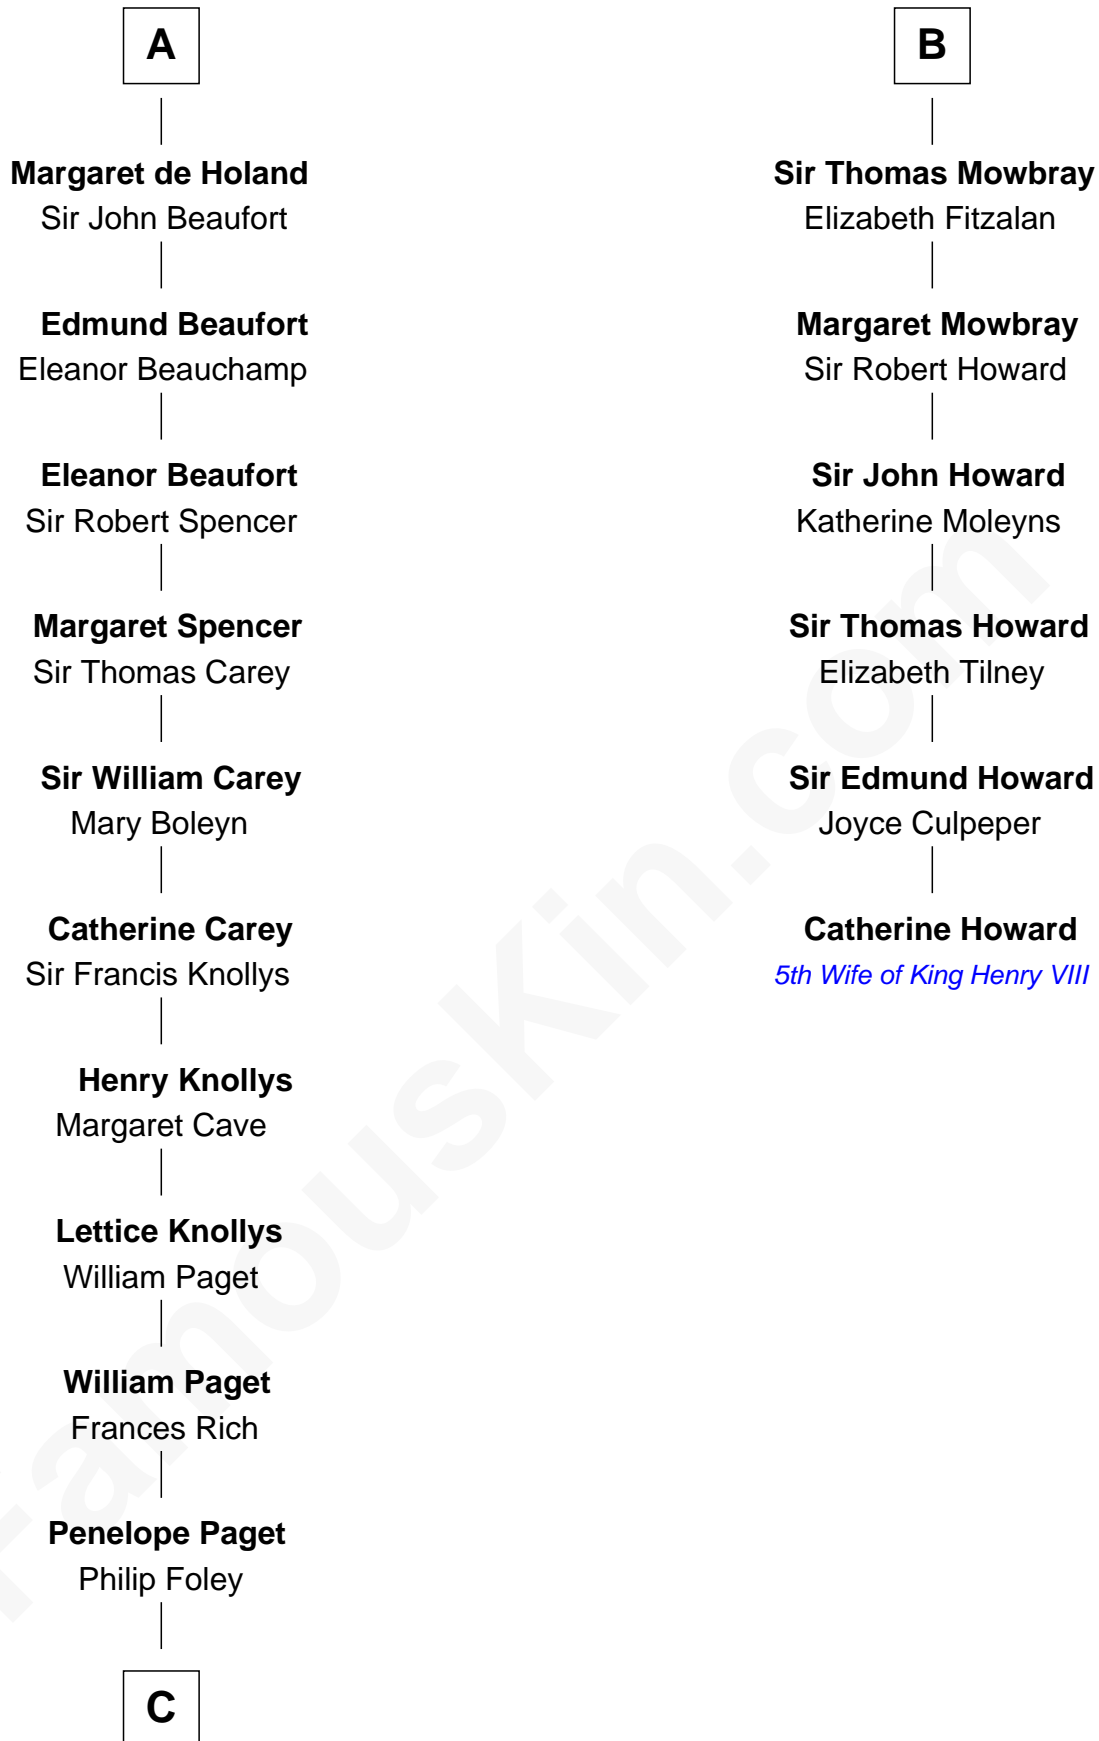 A
Margaret de Holand
Sir John Beaufort
Edmund Beaufort
Eleanor Beauchamp
Eleanor Beaufort
Sir Robert Spencer
Margaret Spencer
Sir Thomas Carey
Sir William Carey
Mary Boleyn
Catherine Carey
Sir Francis Knollys
Henry Knollys
Margaret Cave
Lettice Knollys
William Paget
William Paget
Frances Rich
Penelope Paget
Philip Foley
C
B
Sir Thomas Mowbray
Elizabeth Fitzalan
Margaret Mowbray
Sir Robert Howard
Sir John Howard
Katherine Moleyns
Sir Thomas Howard
Elizabeth Tilney
Sir Edmund Howard
Joyce Culpeper
Catherine Howard
5th Wife of King Henry VIII
FamousKin.com